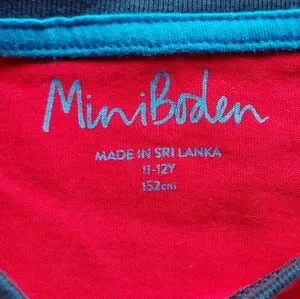 MiniBoden
MADE IN SRI LANKA
11-12Y
152cm